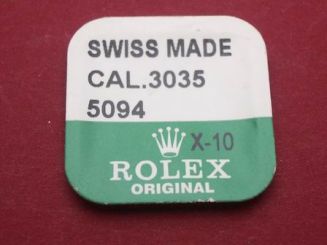 SWISS MADE
CAL.3035
5094
X-10
ROLEX
ORIGINAL